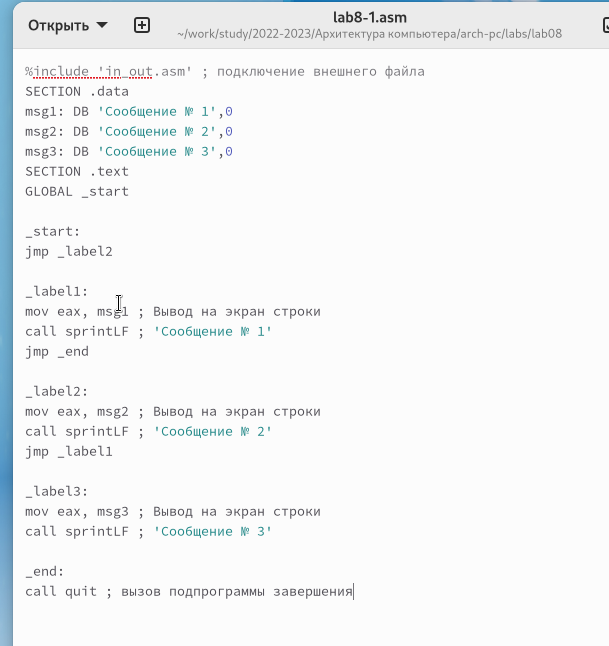 Открыть
lab8-1.asm
~/work/study/2022-2023/Архитектура компьютера/arch-pc/labs/lab08
%include 'in_out.asm' ; подключение внешнего файла
SECTION .data
msg1: DB 'Сообщение № 1',0
msg2: DB 'Сообщение № 2',0
msg3: DB 'Сообщение № 3',0
SECTION .text
GLOBAL _start
_start:
jmp _label2
_label1:
mov eax, msg1 ; Вывод на экран строки
call sprintLF ; 'Сообщение № 1'
jmp _end
_label2:
mov eax, msg2 ; Вывод на экран строки
call sprintLF ; 'Сообщение № 2'
jmp _label1
_label3:
mov eax, msg3 ; Вывод на экран строки
call sprintLF ; 'Сообщение № 3'
_end:
call quit ; вызов подпрограммы завершения